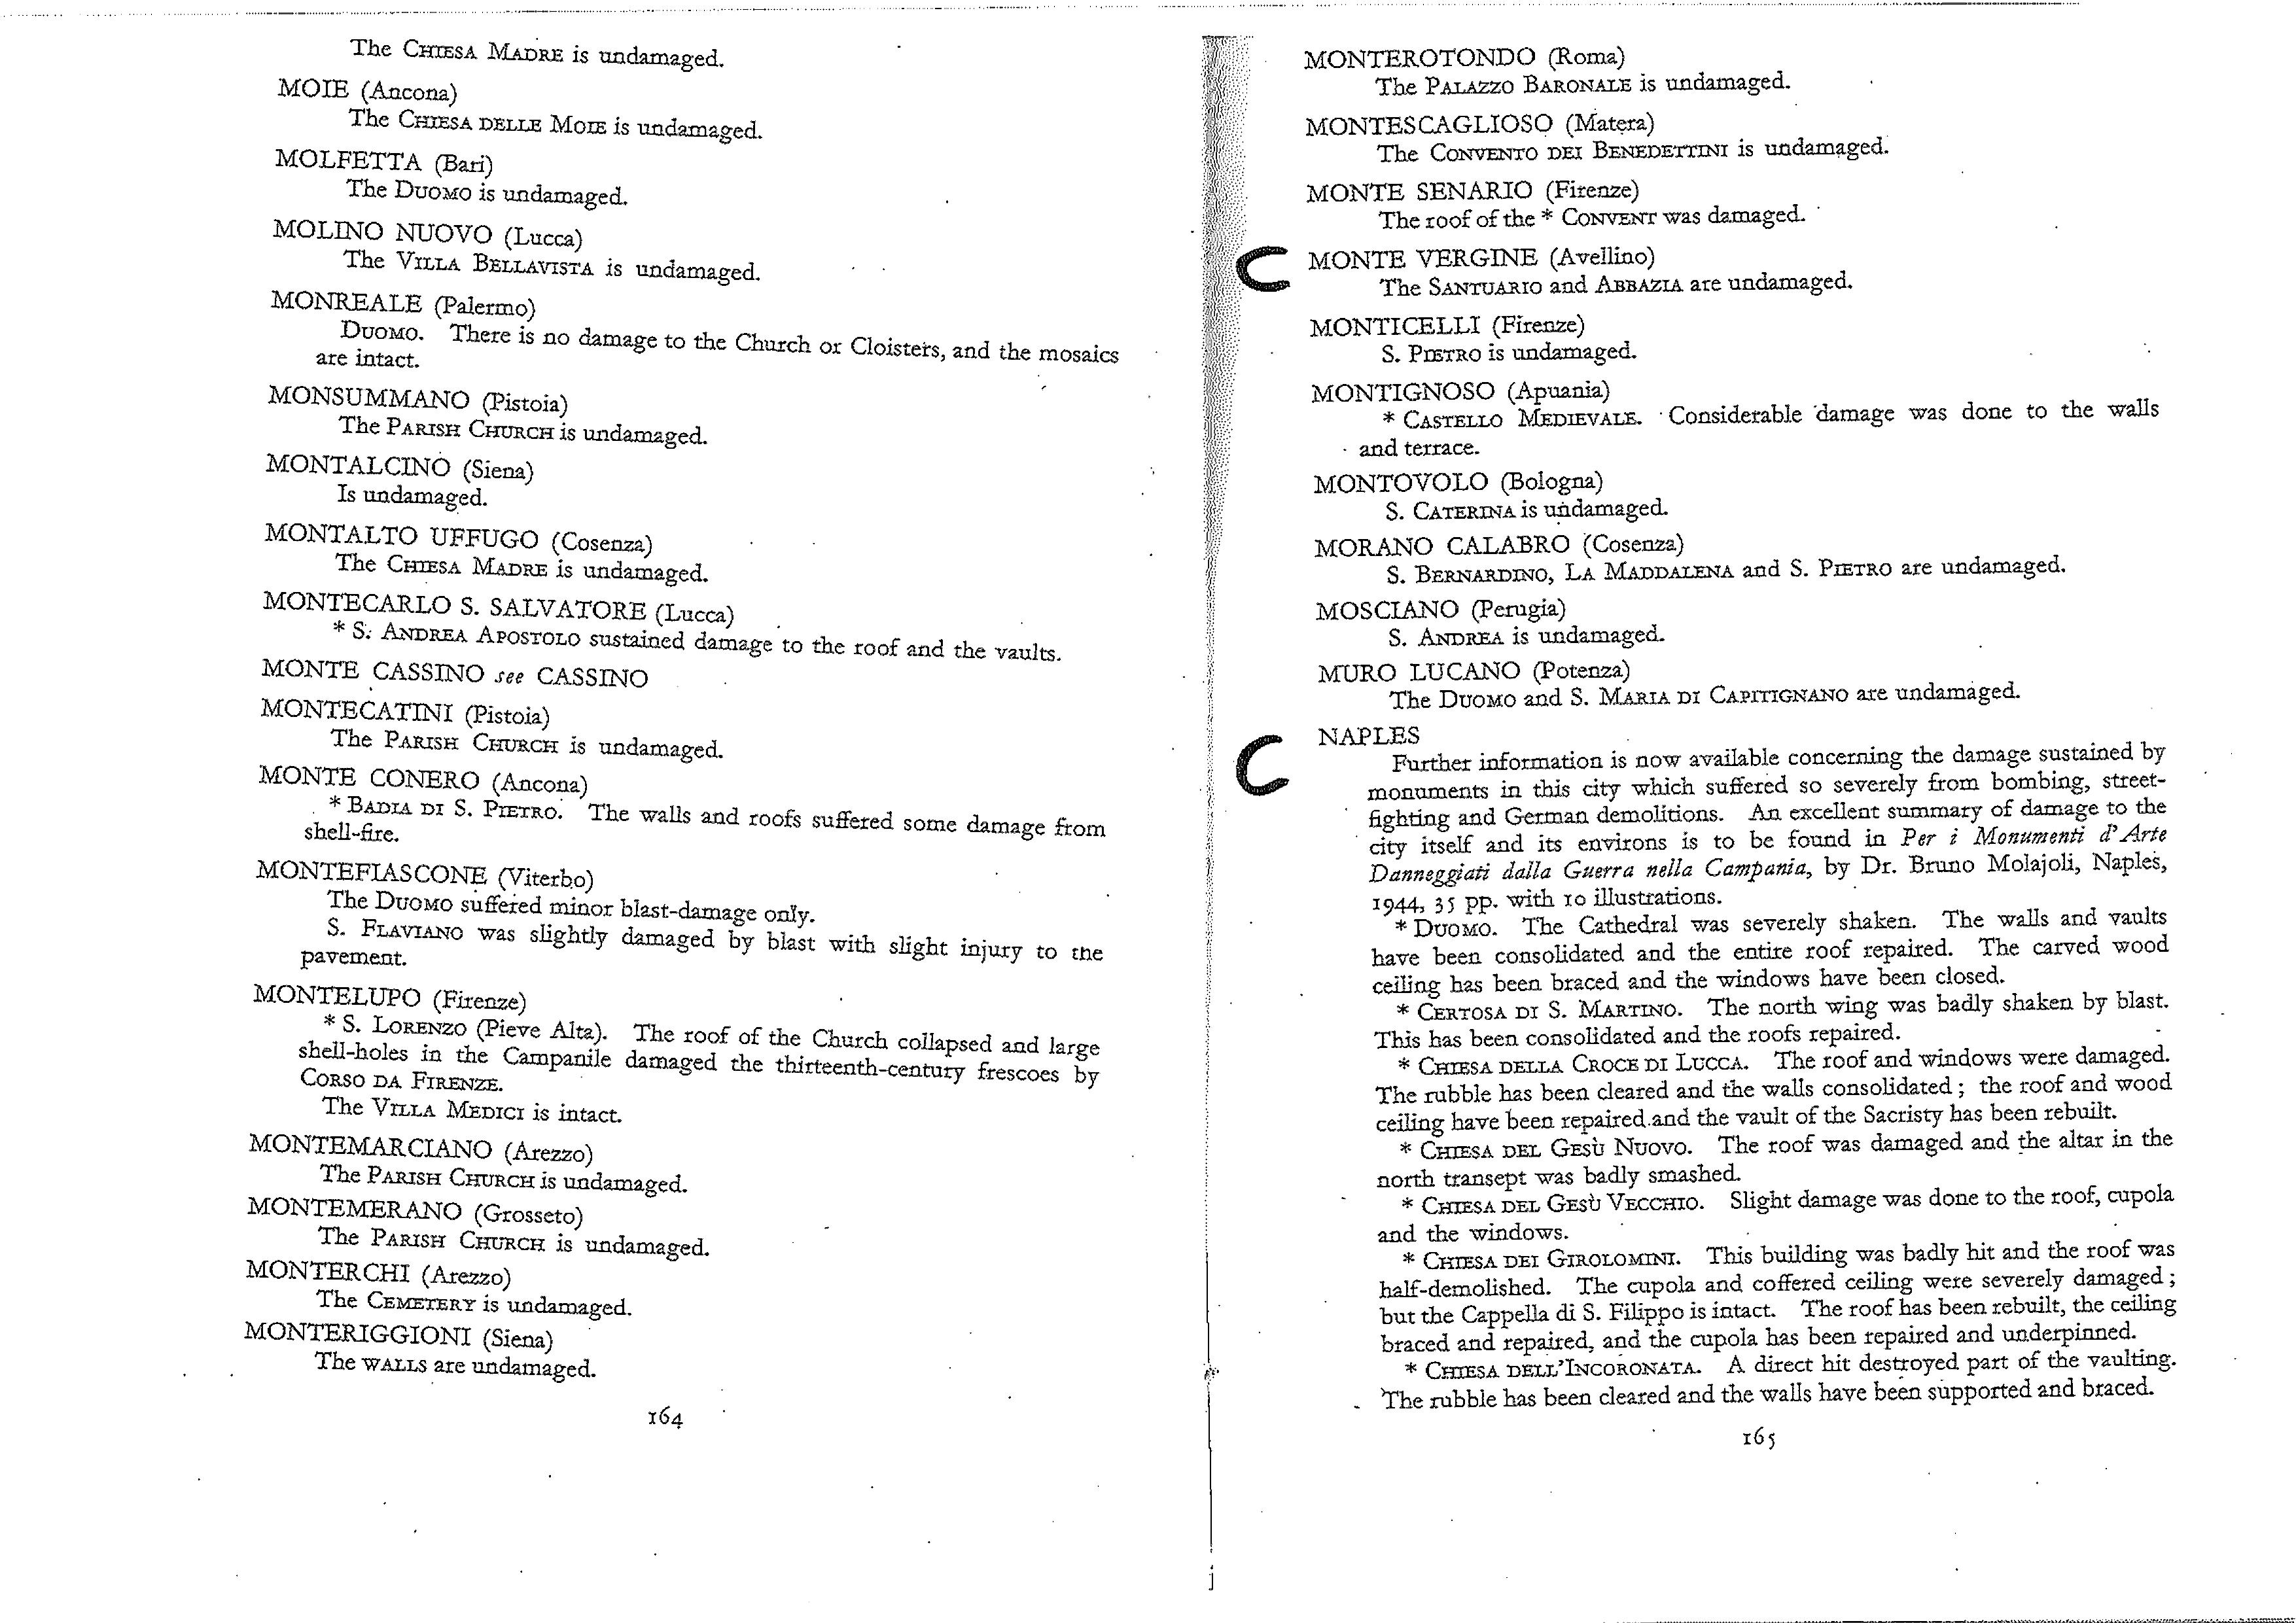 The CHIESA MADRE is undamaged.
MOIE (Ancona)
The CHIESA DELLE MOIE is undamaged.
MOLFETTA (Bari)
The DUOMO is undamaged.
MOLINO NUOVO (Lucca)
The VILLA BELLAVISTA is undamaged.
MONREALE (Palermo)
DUOMO. There is no damage to the Church or Cloisters, and the mosaics
are intact.
MONSUMMANO (Pistoia)
The PARISH CHURCH is undamaged.
MONTALCINO (Siena)
Is undamaged.
MONTALTO UFFUGO (Cosenza)
The CHIESA MADRE is undamaged.
MONTECARLO S. SALVATORE (Lucca)
* S. ANDREA APOSTOLO sustained damage to the roof and the vaults.
MONTE CASSINO see CASSINO
MONTECATINI (Pistoia)
The PARISH CHURCH is undamaged.
MONTE CONERO (Ancona)
* BADIA DI S. PIETRO. The walls and roofs suffered some damage from
shell-fire.
MONTEFIASCONE (Viterbo)
The DUOMO suffered minor blast-damage only.
S. FLAVIANO was slightly damaged by blast with slight injury to the
pavement.
MONTELUPO (Firenze)
* S. LORENZO (Pieve Alta). The roof of the Church collapsed and large
shell-holes in the Campanile damaged the thirteenth-century frescoes by
CORSO DA FIRENZE.
The VILLA MEDICI is intact.
MONTEMARCIANO (Arezzo)
The PARISH CHURCH is undamaged.
MONTEMERANO (Grosseto)
The PARISH CHURCH is undamaged.
MONTERCHI (Arezzo)
The CEMETERY is undamaged.
MONTERIGGIONI (Siena)
The WALLS are undamaged.
164
MONTEROTONDO (Roma)
The PALAZZO BARONALE is undamaged.
MONTESCAGLIOSO (Matera)
The CONVENTO DEI BENEDETTINI is undamaged.
MONTE SENARIO (Firenze)
The roof of the * CONVENT was damaged.
C MONTE VERGINE (Avellino)
The SANTUARIO and ABBAZIA are undamaged.
MONTICELLI (Firenze)
S. PIETRO is undamaged.
MONTIGNOSO (Apuania)
* CASTELLO MEDIEVALE. Considerable damage was done to the walls
and terrace.
MONTOVOLO (Bologna)
S. CATERINA is undamaged.
MORANO CALABRO (Cosenza)
S. BERNARDINO, LA MADDALENA and S. PIETRO are undamaged.
MOSCIANO (Perugia)
S. ANDREA is undamaged.
MURO LUCANO (Potenza)
The DUOMO and S. MARIA DI CAPITIGNANO are undamaged.
C NAPLES
Further information is now available concerning the damage sustained by
monuments in this city which suffered so severely from bombing, street-
fighting and German demolitions. An excellent summary of damage to the
city itself and its environs is to be found in Per i Monumenti d'Arte
Danneggiati dalla Guerra nella Campania, by Dr. Bruno Molajoli, Naples,
1944, 35 pp. with 10 illustrations.
* DUOMO. The Cathedral was severely shaken. The walls and vaults
have been consolidated and the entire roof repaired. The carved wood
ceiling has been braced and the windows have been closed.
* CERTOSA DI S. MARTINO. The north wing was badly shaken by blast.
This has been consolidated and the roofs repaired.
* CHIESA DELLA CROCE DI LUCCA. The roof and windows were damaged.
The rubble has been cleared and the walls consolidated; the roof and wood
ceiling have been repaired and the vault of the Sacristy has been rebuilt.
* CHIESA DEL GESÙ NUOVO. The roof was damaged and the altar in the
north transept was badly smashed.
* CHIESA DEL GESÙ VECCHIO. Slight damage was done to the roof, cupola
and the windows.
* CHIESA DEI GIROLOMINI. This building was badly hit and the roof was
half-demolished. The cupola and coffered ceiling were severely damaged;
but the Cappella di S. Filippo is intact. The roof has been rebuilt, the ceiling
braced and repaired, and the cupola has been repaired and underpinned.
* CHIESA DELL'INCORONATA. A direct hit destroyed part of the vaulting.
The rubble has been cleared and the walls have been supported and braced.
165